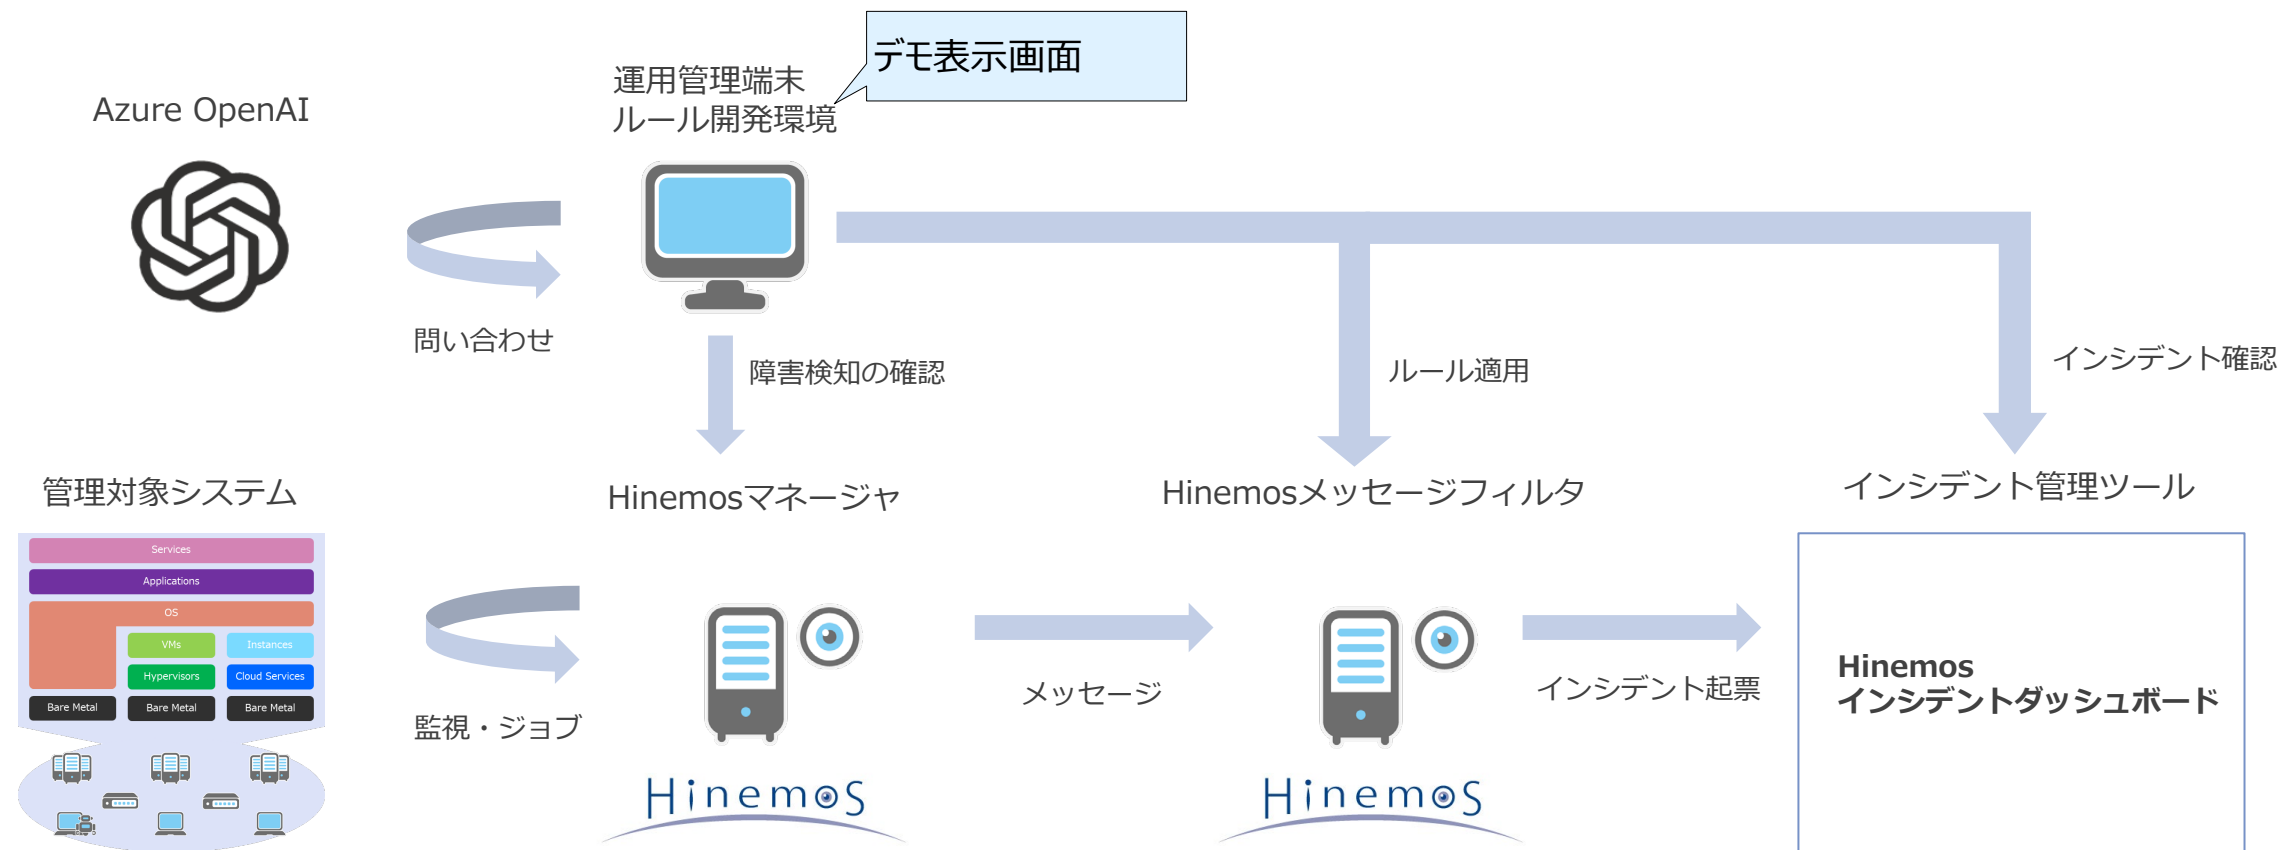 デモ表示画面
運用管理端末
ルール開発環境
Azure OpenAI
問い合わせ
障害検知の確認
ルール適用
インシデント確認
管理対象システム
Hinemosマネージャ
Hinemosメッセージフィルタ
インシデント管理ツール
Services
Applications
OS
VMs
Instances
Hypervisors
Cloud Services
Bare Metal
Bare Metal
Bare Metal
監視・ジョブ
メッセージ
インシデント起票
Hinemos
インシデントダッシュボード
Hinemos
Hinemos